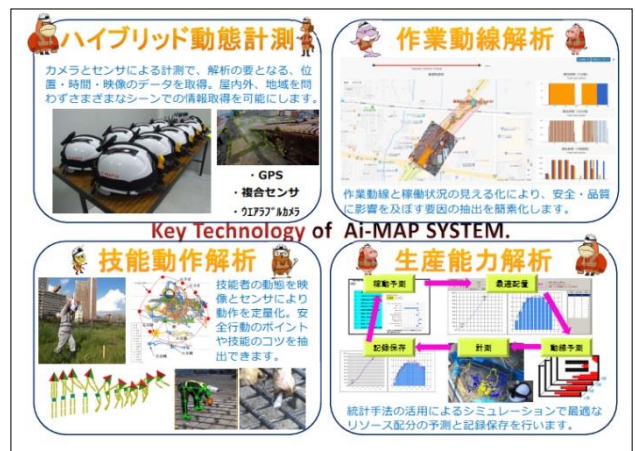 ハイブリッド動態計測
カメラとセンサによる計測で、解析の要となる、位
置・時間・映像のデータを取得。屋内外、地域を問
わずさまざまなシーンでの情報取得を可能にします。
・GPS
・複合センサ
・ウエアラブルカメラ
作業動線解析
作業動線と稼働状況の見える化により、安全・品質
に影響を及ぼす要因の抽出を簡素化します。
Key Technology of Ai-MAP SYSTEM.
技能動作解析
技能者の動態を映
像とセンサにより
動作を定量化。安
全行動のポイント
や技能のコツを抽
出できます。
生産能力解析
稼動予測
最適配量
記録保存
計測
動線予測
統計手法の活用によるシミュレーションで最適な
リソース配分の予測と記録保存を行います。